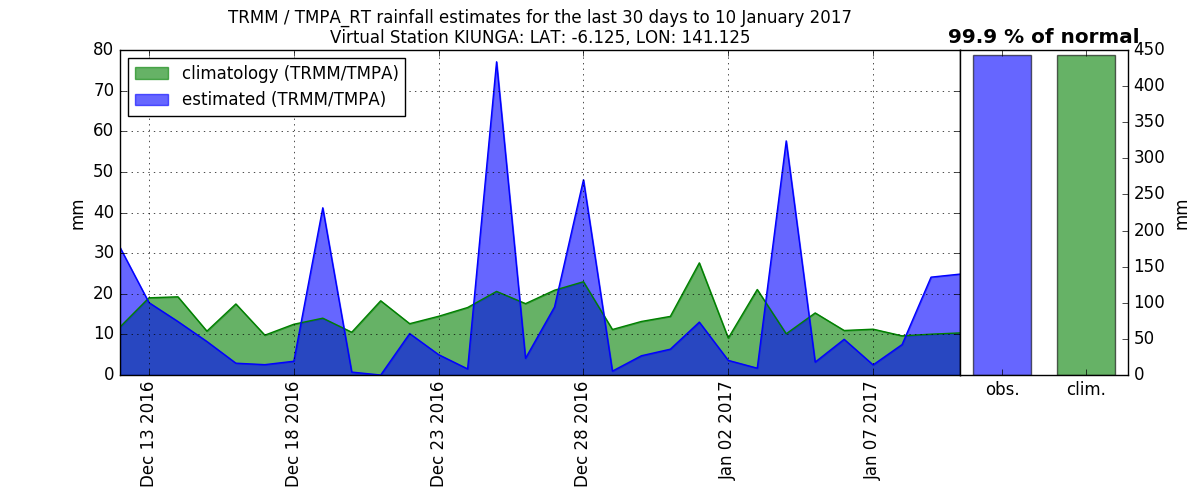 TRMM / TMPA_RT rainfall estimates for the last 30 days to 10 January 2017
Virtual Station KIUNGA: LAT: -6.125, LON: 141.125
99.9 % of normal
climatology (TRMM/TMPA)
estimated (TRMM/TMPA)
80
70
60
50
40
30
20
10
0
mm
Dec 13 2016
Dec 18 2016
Dec 23 2016
Dec 28 2016
Jan 02 2017
Jan 07 2017
450
400
350
300
250
200
150
100
50
0
mm
obs.
clim.